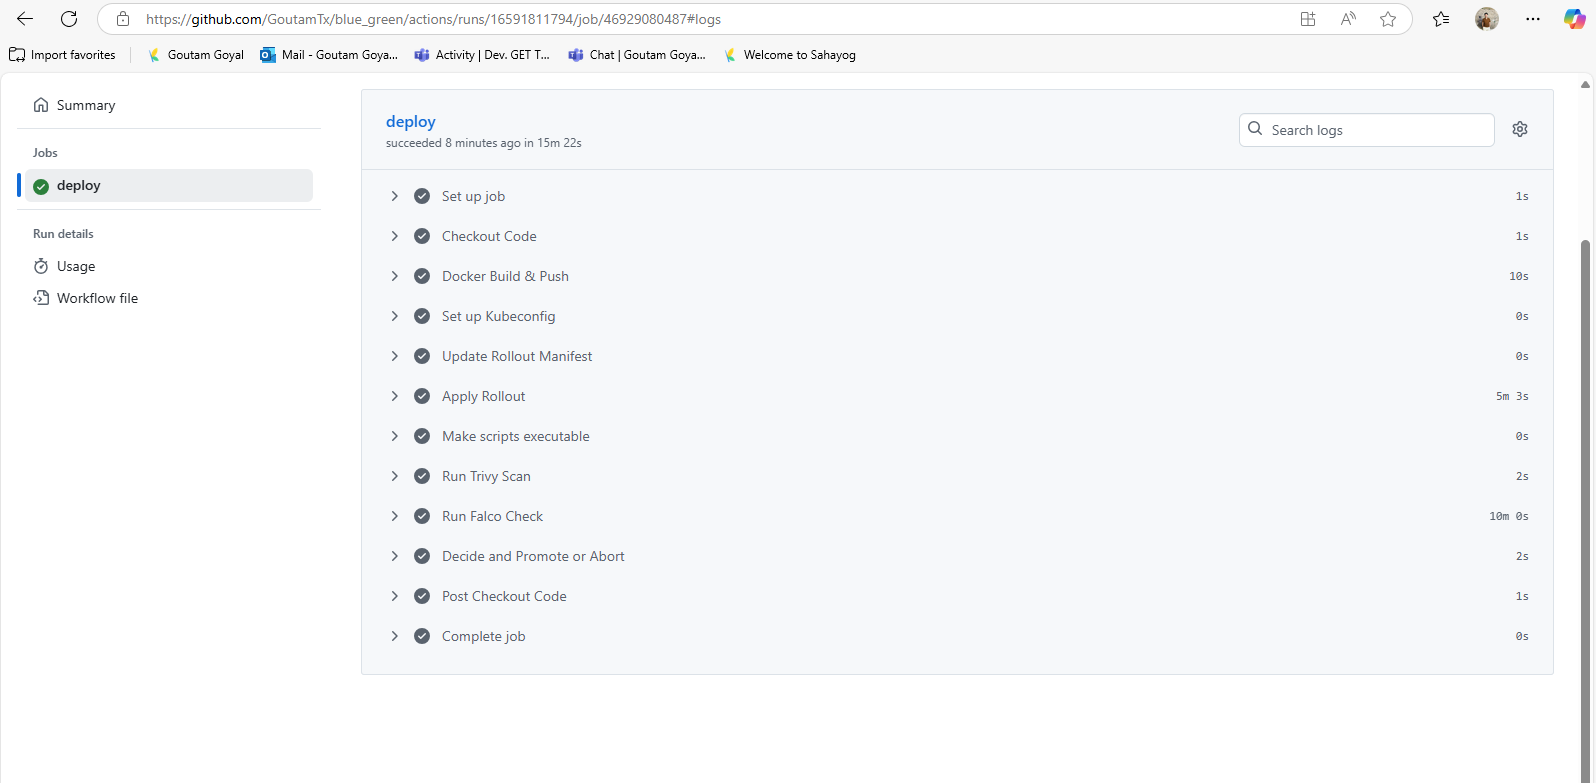 https://github.com/GoutamTx/blue_green/actions/runs/16591811794/job/46929080487#logs
Import favorites
Goutam Goyal
Mail - Goutam Goya...
Activity | Dev. GET T...
Chat | Goutam Goya...
Welcome to Sahayog
Summary
Jobs
deploy
Run details
Usage
Workflow file
deploy
succeeded 8 minutes ago in 15m 22s
Search logs
Set up job 1s
Checkout Code 1s
Docker Build & Push 10s
Set up Kubeconfig 0s
Update Rollout Manifest 0s
Apply Rollout 5m 3s
Make scripts executable 0s
Run Trivy Scan 2s
Run Falco Check 10m 0s
Decide and Promote or Abort 2s
Post Checkout Code 1s
Complete job 0s